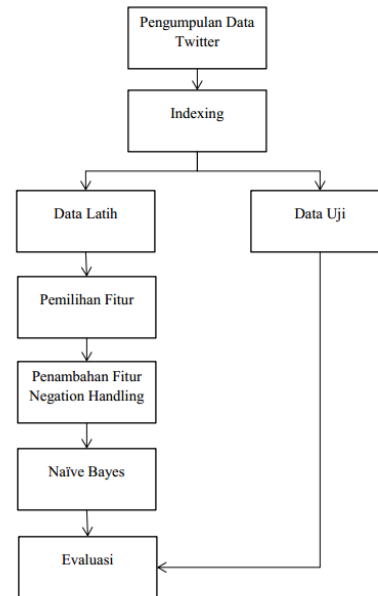 Pengumpulan Data
Twitter
Indexing
Data Latih
Data Uji
Pemilihan Fitur
Penambahan Fitur
Negation Handling
Naïve Bayes
Evaluasi